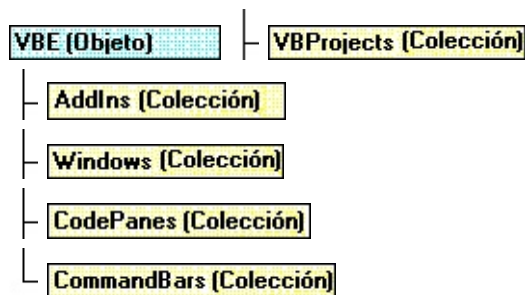 VBE (Objeto)
VBProjects (Colección)
AddIns (Colección)
Windows (Colección)
CodePanes (Colección)
CommandBars (Colección)